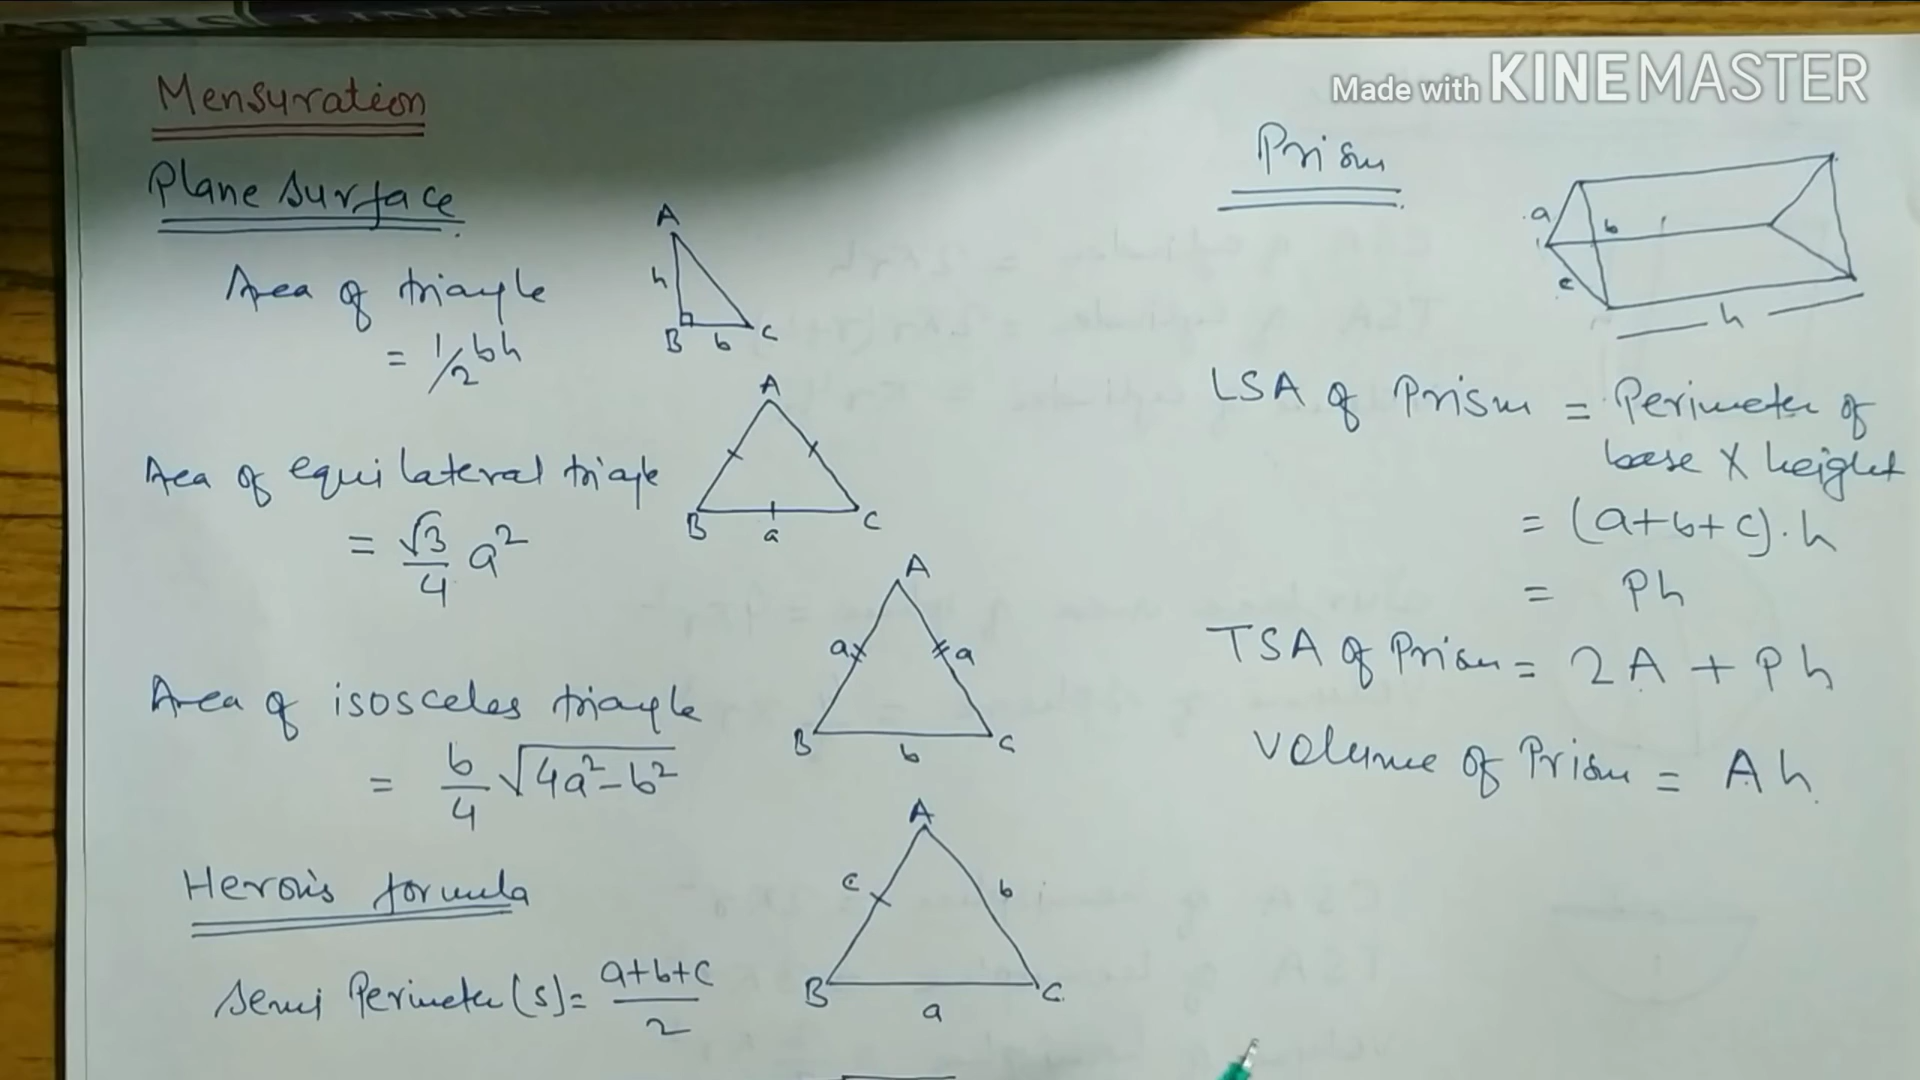 THS LINKS
Made with KINEMASTER
Mensuration
Plane surface
Area of triangle
= 1/2 bh
A
h
B b C
Area of equilateral triangle
= √3/4 a²
A
B a C
Area of isosceles triangle
= b/4 √4a²-b²
A
a a
B b C
Heron's formula
Semi Perimeter (s) = a+b+c/2
A
c b
B a C
Prism
a b c
h
LSA of Prism = Perimeter of
base X height
= (a+b+c).h
= Ph
TSA of Prism = 2A + Ph
Volume of Prism = Ah